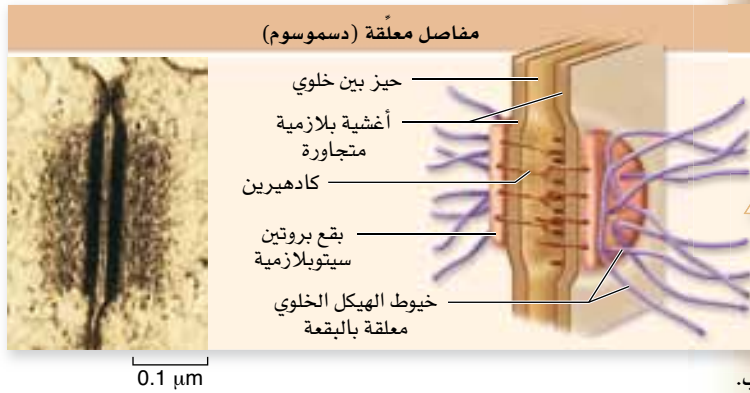 مفاصل معلَّقة (دسموسوم)
حيز بين خلوي
أغشية بلازمية
متجاورة
كادهيرين
بقع بروتين
سيتوبلازمية
خيوط الهيكل الخلوي
معلقة بالبقعة
0.1 µm
ب.